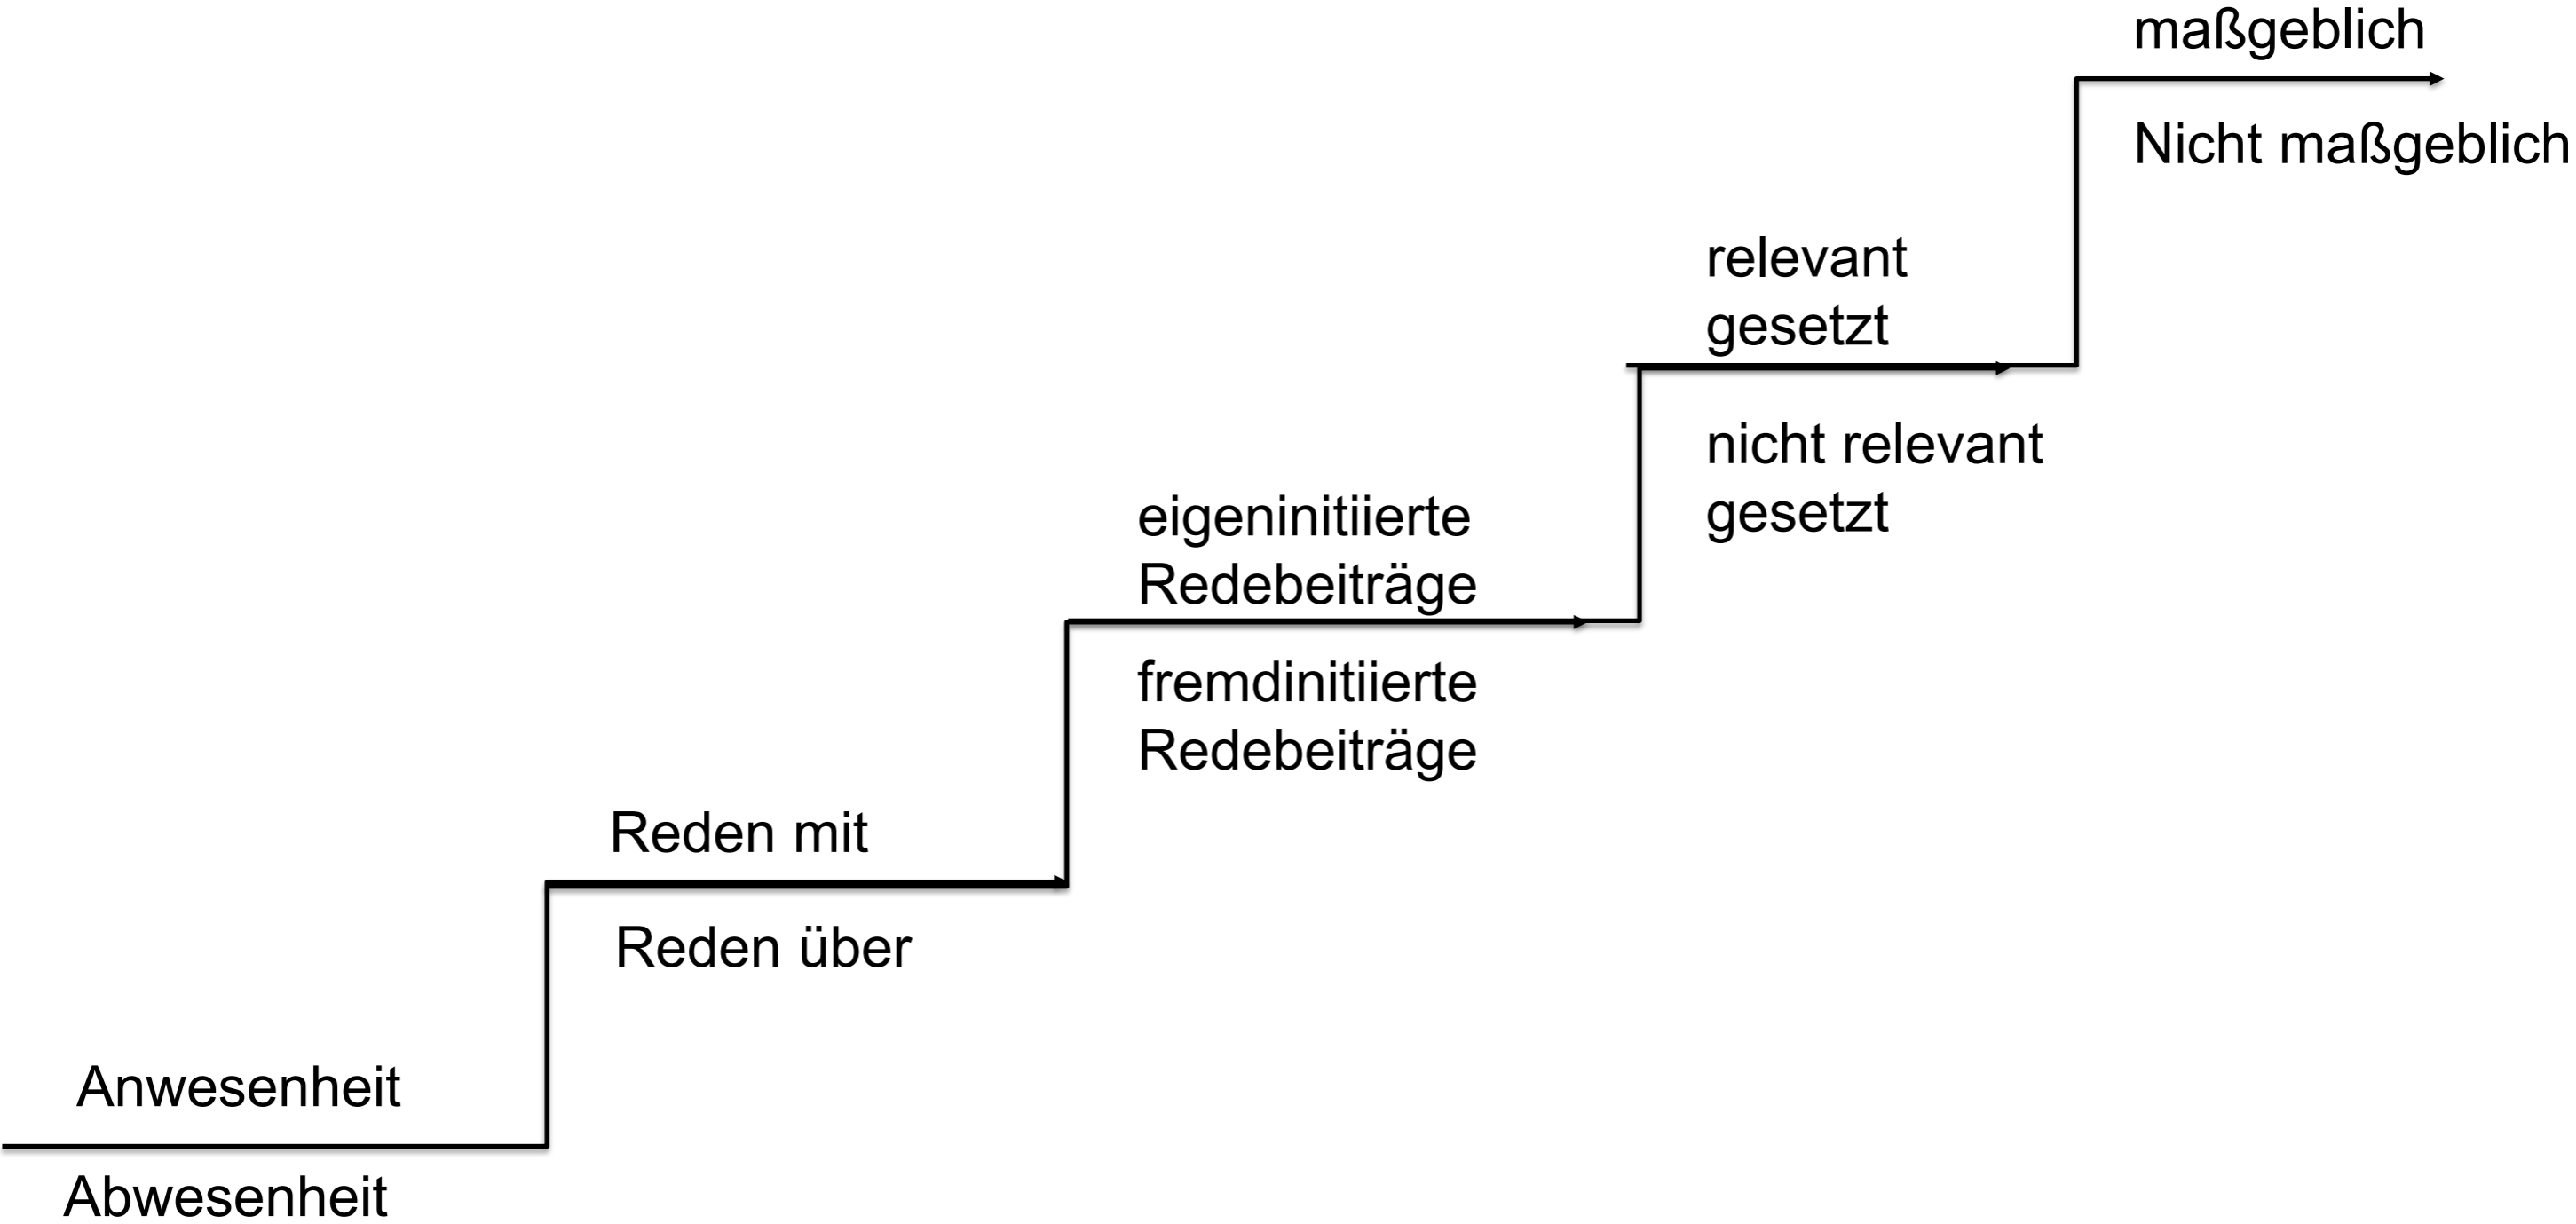 maßgeblich
Nicht maßgeblich
relevant
gesetzt
nicht relevant
gesetzt
eigeninitiierte
Redebeiträge
fremdinitiierte
Redebeiträge
Reden mit
Reden über
Anwesenheit
Abwesenheit